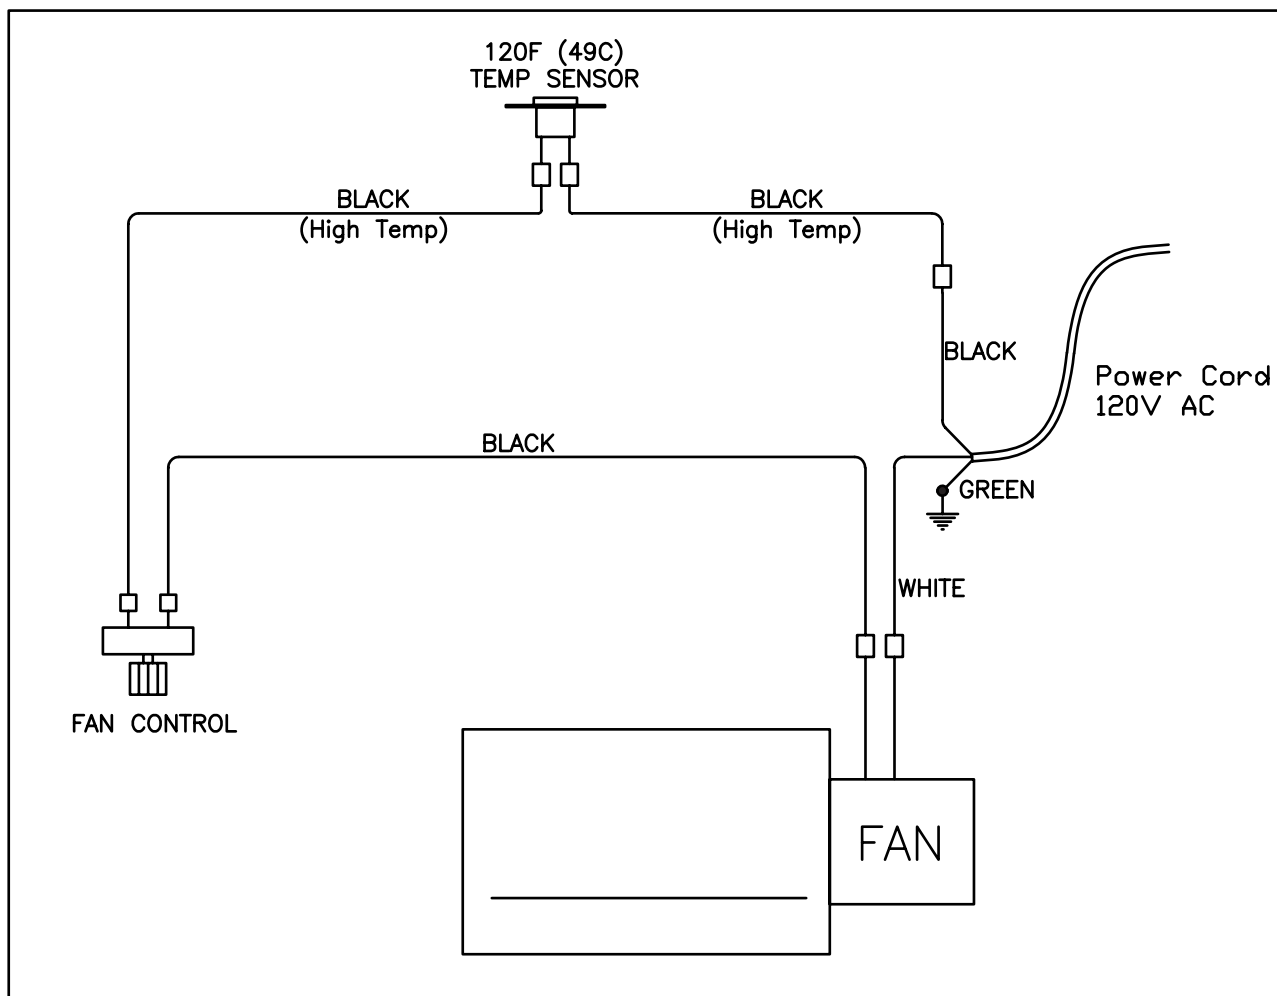 120F (49C)
TEMP SENSOR
BLACK
(High Temp)
BLACK
(High Temp)
BLACK
Power Cord
120V AC
BLACK
GREEN
WHITE
FAN CONTROL
FAN